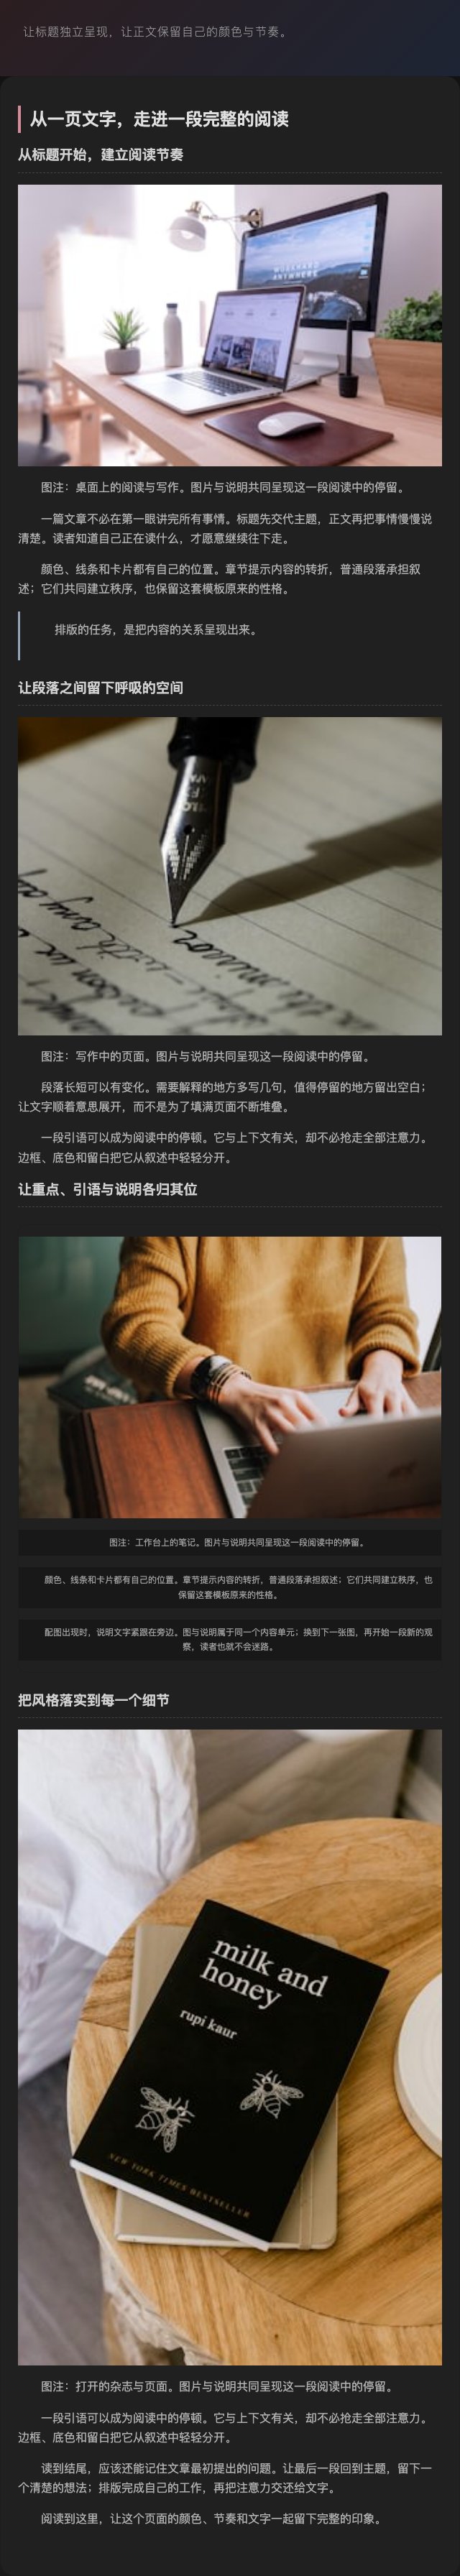 让标题独立呈现，让正文保留自己的颜色与节奏。
从一页文字，走进一段完整的阅读
从标题开始，建立阅读节奏
图注：桌面上的阅读与写作。图片与说明共同呈现这一段阅读中的停留。
一篇文章不必在第一眼讲完所有事情。标题先交代主题，正文再把事情慢慢说
清楚。读者知道自己正在读什么，才愿意继续往下走。
颜色、线条和卡片都有自己的位置。章节提示内容的转折，普通段落承担叙
述；它们共同建立秩序，也保留这套模板原来的性格。
排版的任务，是把内容的关系呈现出来。
让段落之间留下呼吸的空间
图注：写作中的页面。图片与说明共同呈现这一段阅读中的停留。
段落长短可以有变化。需要解释的地方多写几句，值得停留的地方留出空白；
让文字顺着意思展开，而不是为了填满页面不断堆叠。
一段引语可以成为阅读中的停顿。它与上下文有关，却不必抢走全部注意力。
边框、底色和留白把它从叙述中轻轻分开。
让重点、引语与说明各归其位
图注：工作台上的笔记。图片与说明共同呈现这一段阅读中的停留。
颜色、线条和卡片都有自己的位置。章节提示内容的转折，普通段落承担叙述；它们共同建立秩序，也
保留这套模板原来的性格。
配图出现时，说明文字紧跟在旁边。图与说明属于同一个内容单元；换到下一张图，再开始一段新的观
察，读者也就不会迷路。
把风格落实到每一个细节
milk and
honey
rupi kaur
NEW YORK TIMES BESTSELLER
图注：打开的杂志与页面。图片与说明共同呈现这一段阅读中的停留。
一段引语可以成为阅读中的停顿。它与上下文有关，却不必抢走全部注意力。
边框、底色和留白把它从叙述中轻轻分开。
读到结尾，应该还能记住文章最初提出的问题。让最后一段回到主题，留下一
个清楚的想法；排版完成自己的工作，再把注意力交还给文字。
阅读到这里，让这个页面的颜色、节奏和文字一起留下完整的印象。